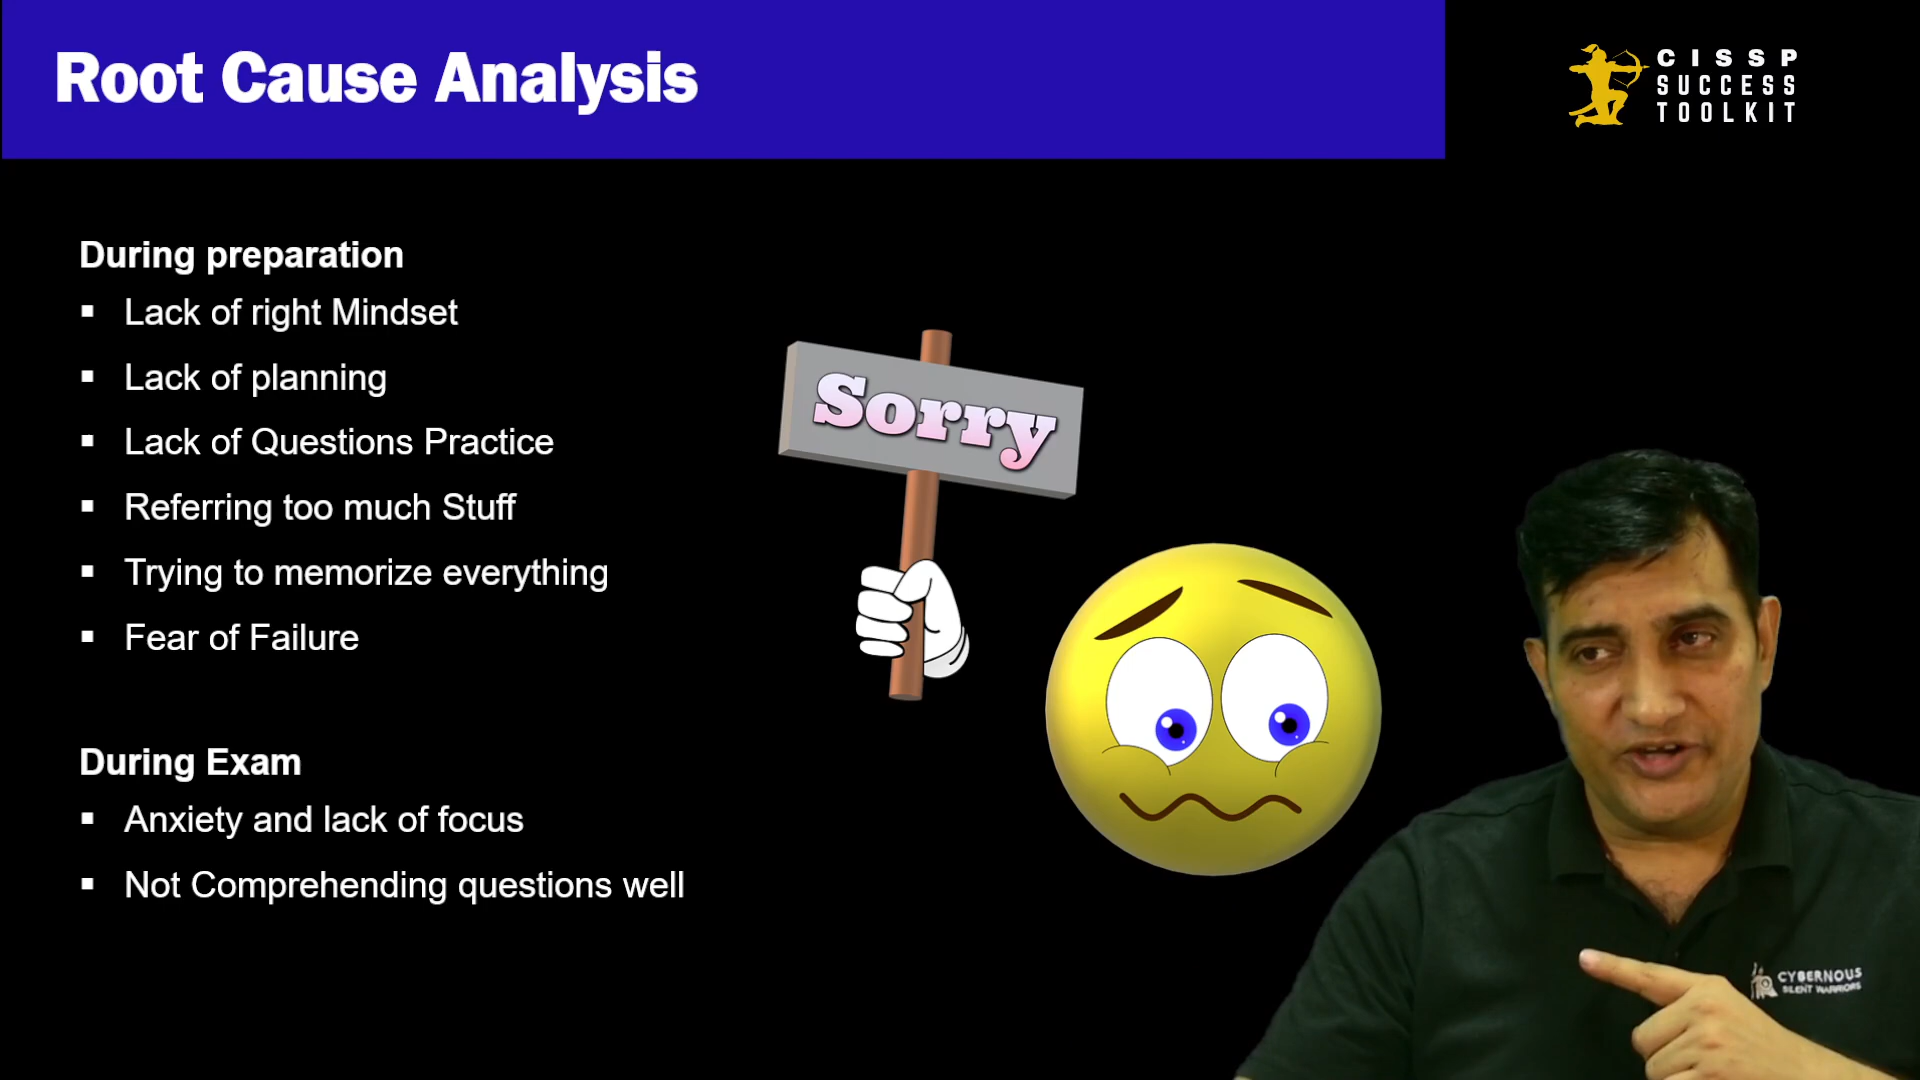 Root Cause Analysis
CISSP
SUCCESS
TOOLKIT
During preparation
▪ Lack of right Mindset
▪ Lack of planning
▪ Lack of Questions Practice
▪ Referring too much Stuff
▪ Trying to memorize everything
▪ Fear of Failure
Sorry
During Exam
▪ Anxiety and lack of focus
▪ Not Comprehending questions well
CYBERNOUS
SILENT WARRIORS